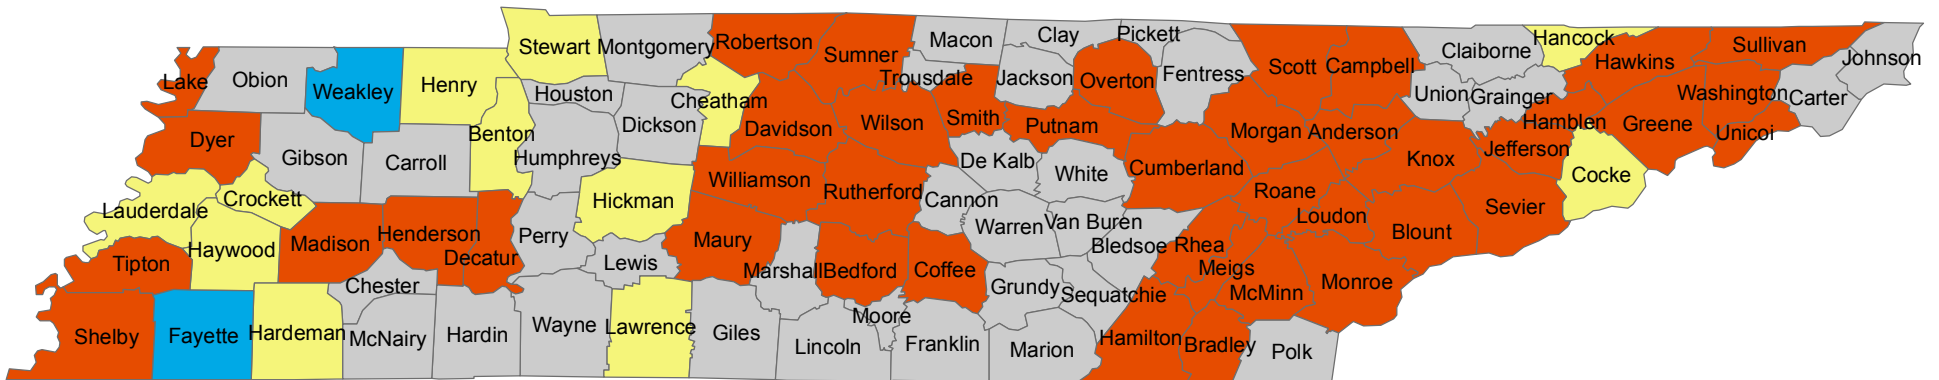 Pickett
Hancock
Clay
Macon
Robertson
Sullivan
Stewart
Montgomery
Claiborne
Sumner
Johnson
Hawkins
Scott
Campbell
Fentress
Lake
Obion
Trousdale
Jackson
Overton
Henry
Weakley
Houston
Union
Grainger
Washington
Carter
Cheatham
Smith
Dickson
Wilson
Putnam
Hamblen
Greene
Davidson
Morgan
Anderson
Unicoi
Benton
Dyer
Jefferson
Gibson
Humphreys
Knox
Carroll
De Kalb
Cumberland
White
Cocke
Williamson
Rutherford
Roane
Crockett
Hickman
Cannon
Sevier
Lauderdale
Loudon
Van Buren
Warren
Henderson
Perry
Blount
Madison
Maury
Bledsoe
Rhea
Haywood
Decatur
Lewis
Tipton
Marshall
Bedford
Coffee
Meigs
Monroe
Chester
Grundy
McMinn
Sequatchie
Moore
Wayne
Lawrence
Hardeman
Giles
Hardin
Fayette
Shelby
McNairy
Hamilton
Franklin
Bradley
Lincoln
Marion
Polk